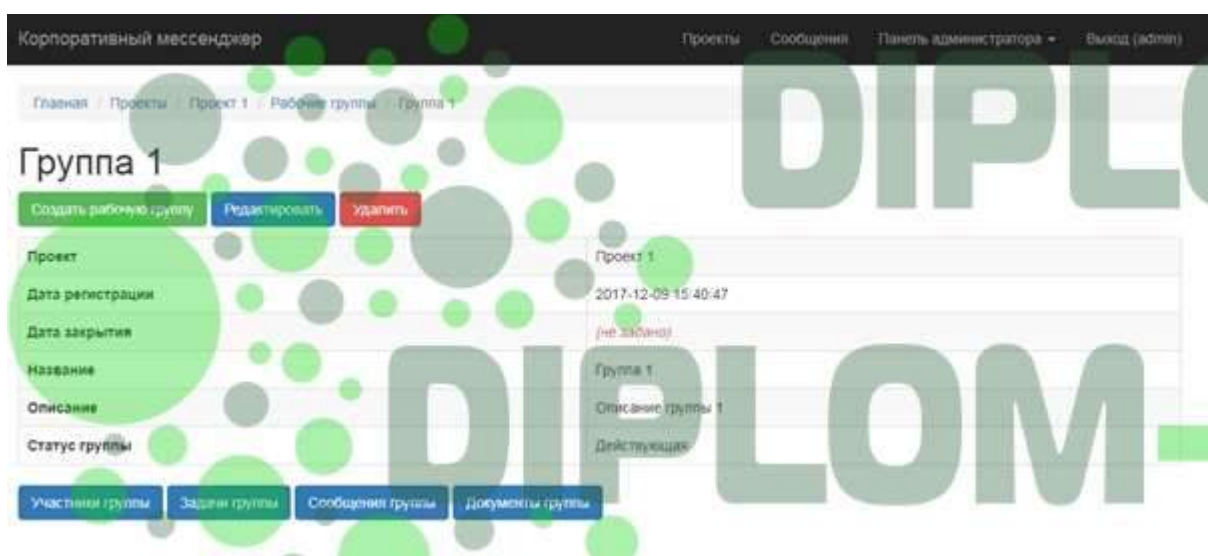 Корпоративный мессенджер Проекты Сообщения Панель администратора Выход (admin)
Главная / Проекты / Проект 1 / Рабочие группы / Группа 1
Группа 1
Создать рабочую группу Редактировать Удалить
Проект Проект 1
Дата регистрации 2017-12-09 15:40:47
Дата закрытия (не задано)
Название Группа 1
Описание Описание группы 1
Статус группы Действующая
Участники группы Задачи группы Сообщения группы Документы группы
DIPL
DIPLOM-